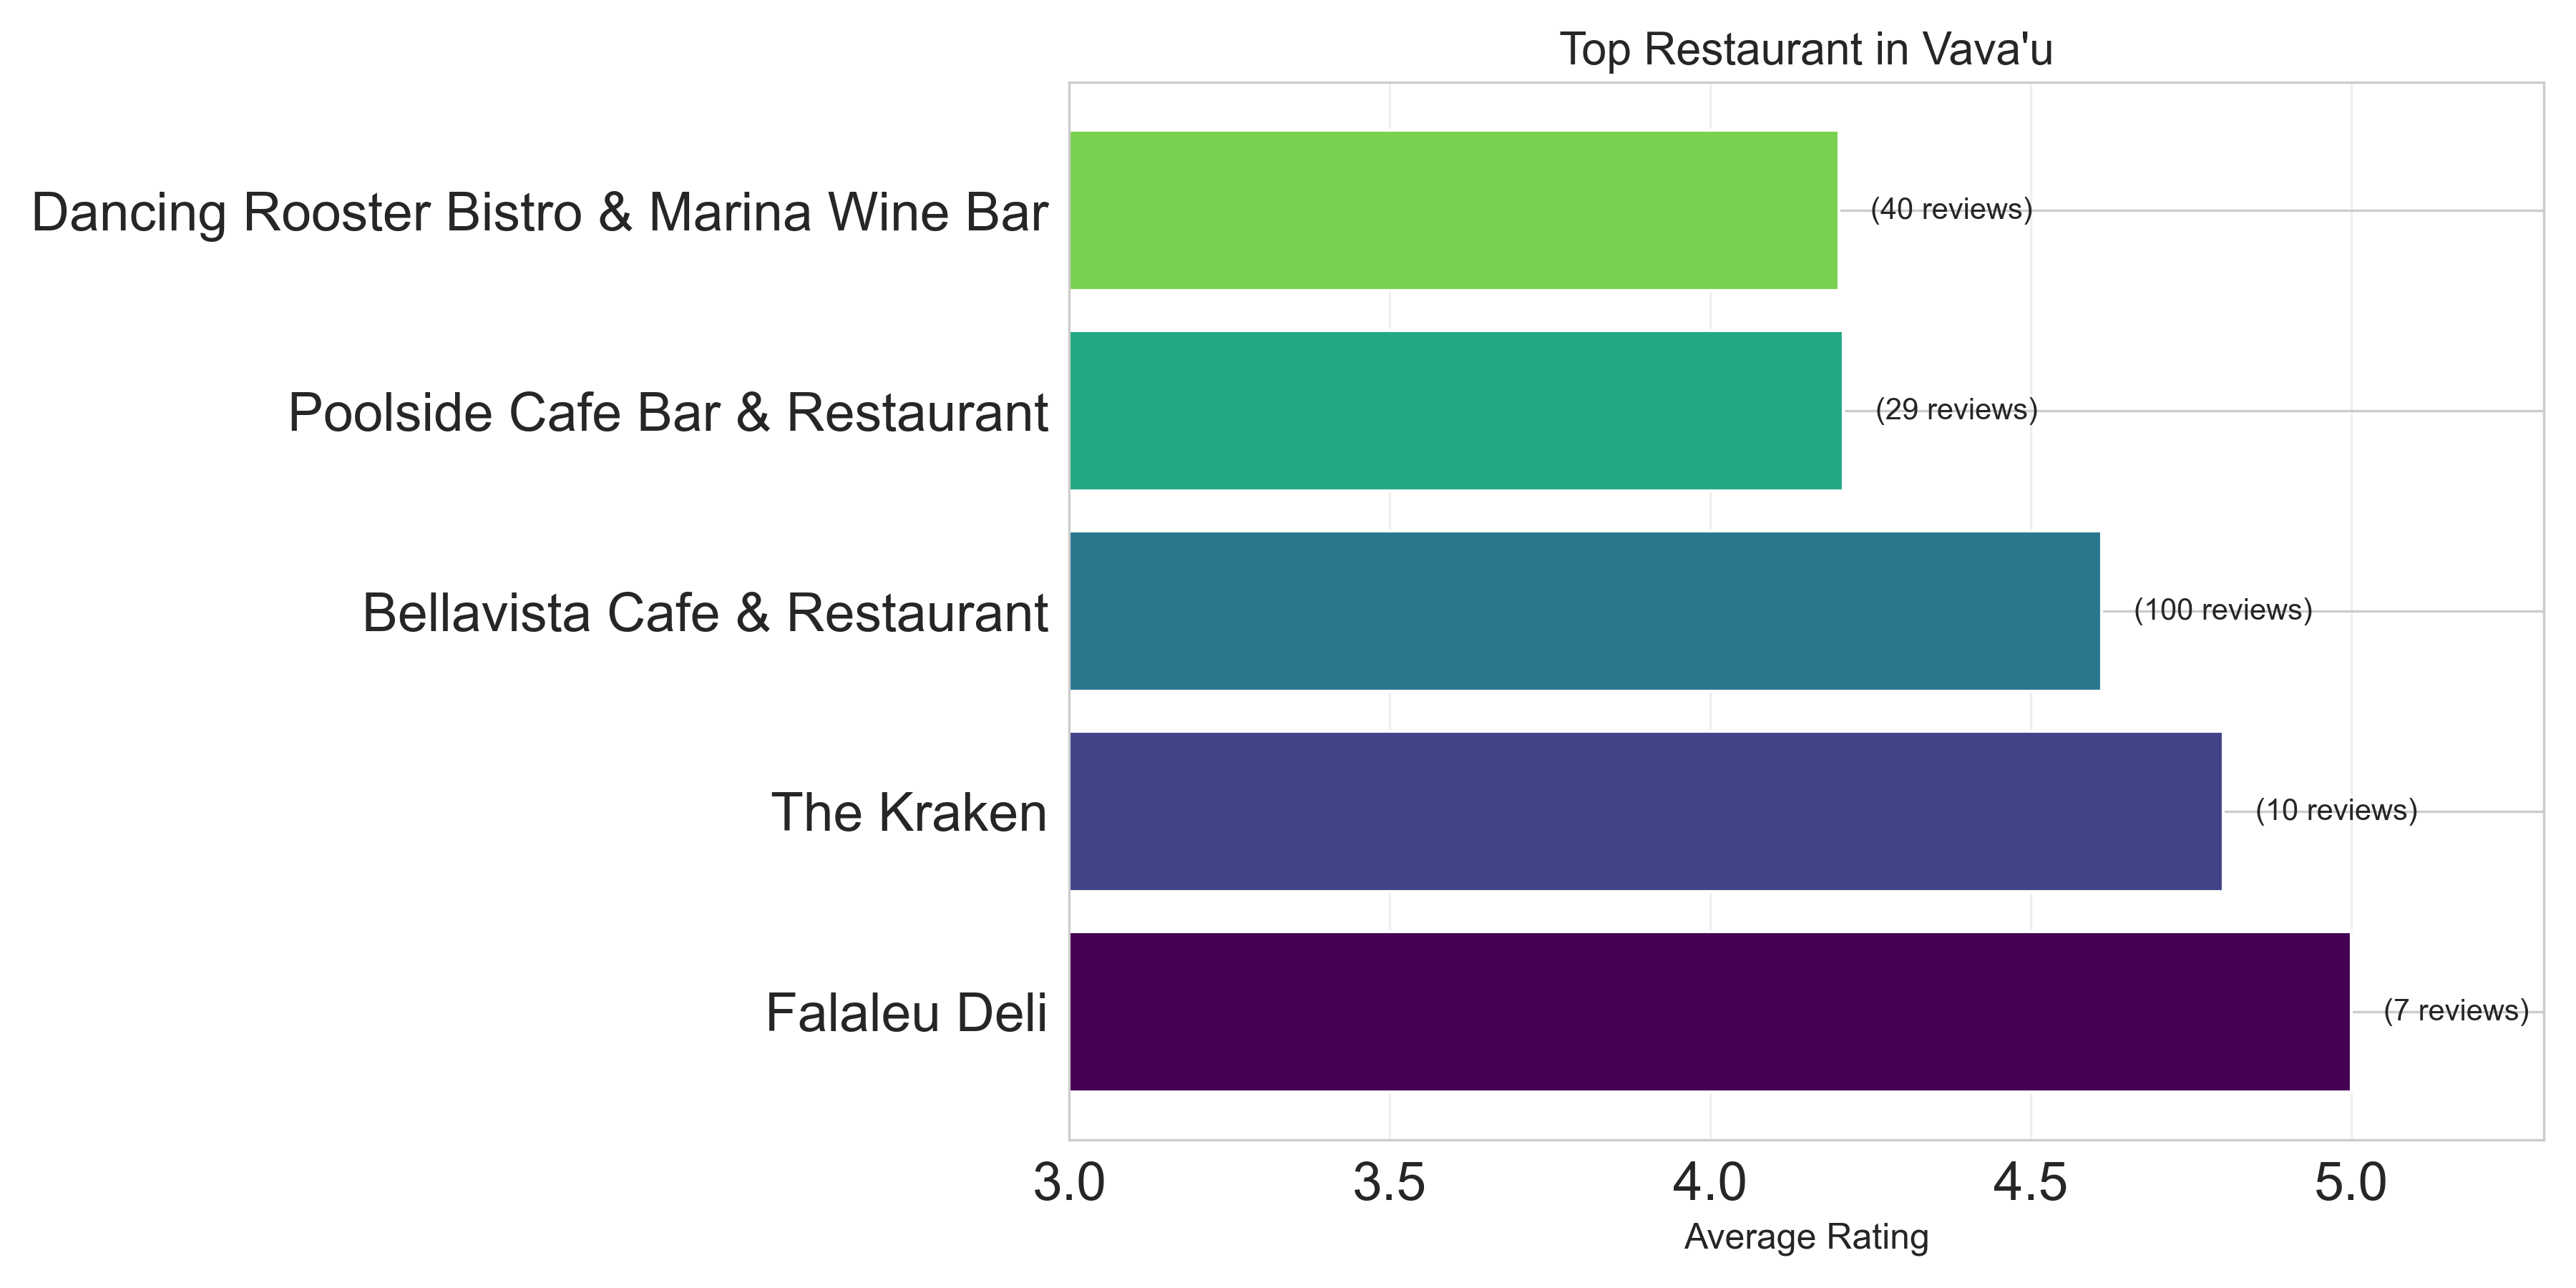 Top Restaurant in Vava'u
Dancing Rooster Bistro & Marina Wine Bar
(40 reviews)
Poolside Cafe Bar & Restaurant
(29 reviews)
Bellavista Cafe & Restaurant
(100 reviews)
The Kraken
(10 reviews)
Falaleu Deli
(7 reviews)
3.0 3.5 4.0 4.5 5.0
Average Rating